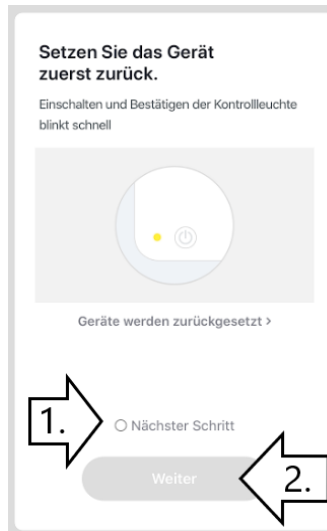 Setzen Sie das Gerät
zuerst zurück.
Einschalten und Bestätigen der Kontrollleuchte
blinkt schnell
Geräte werden zurückgesetzt >
1.
Nächster Schritt
Weiter
2.